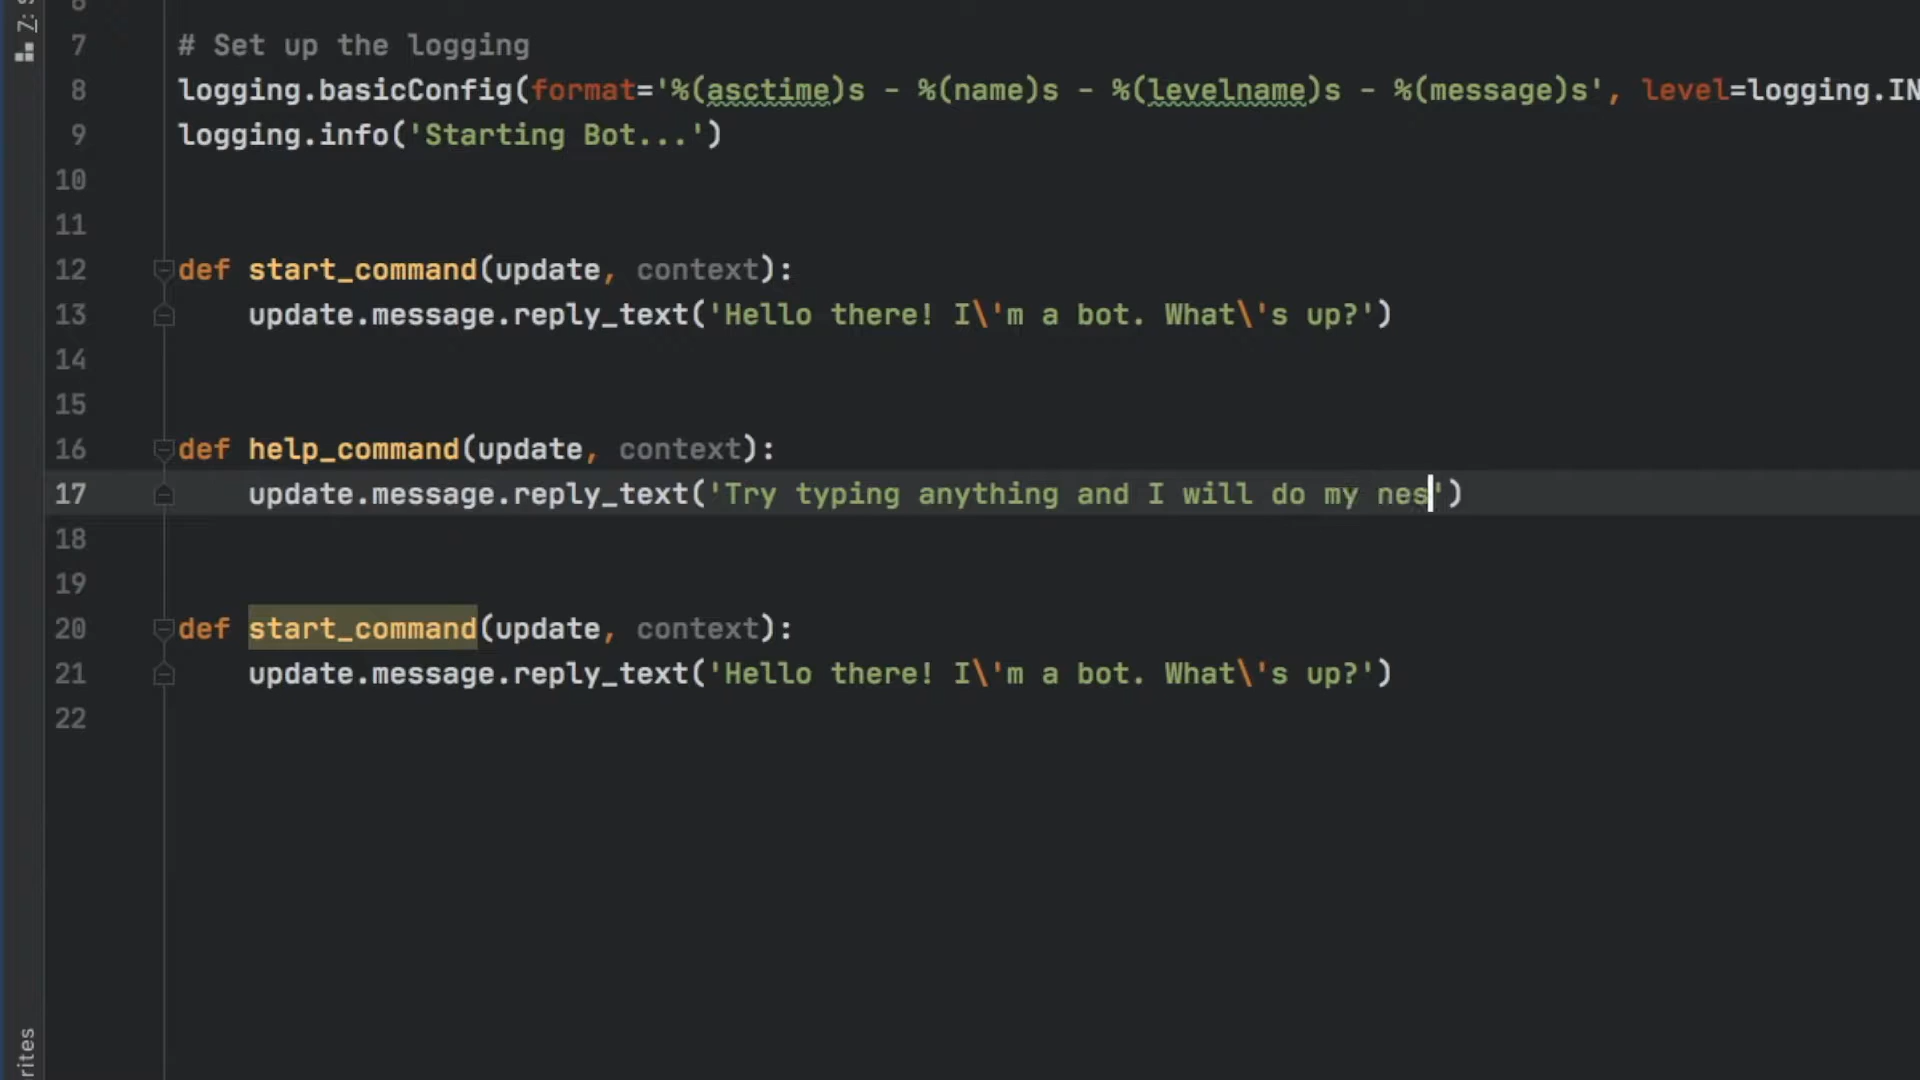 7 # Set up the logging
8 logging.basicConfig(format='%(asctime)s - %(name)s - %(levelname)s - %(message)s', level=logging.IN
9 logging.info('Starting Bot...')
10
11
12 def start_command(update, context):
13 update.message.reply_text('Hello there! I\'m a bot. What\'s up?')
14
15
16 def help_command(update, context):
17 update.message.reply_text('Try typing anything and I will do my nes')
18
19
20 def start_command(update, context):
21 update.message.reply_text('Hello there! I\'m a bot. What\'s up?')
22
rites